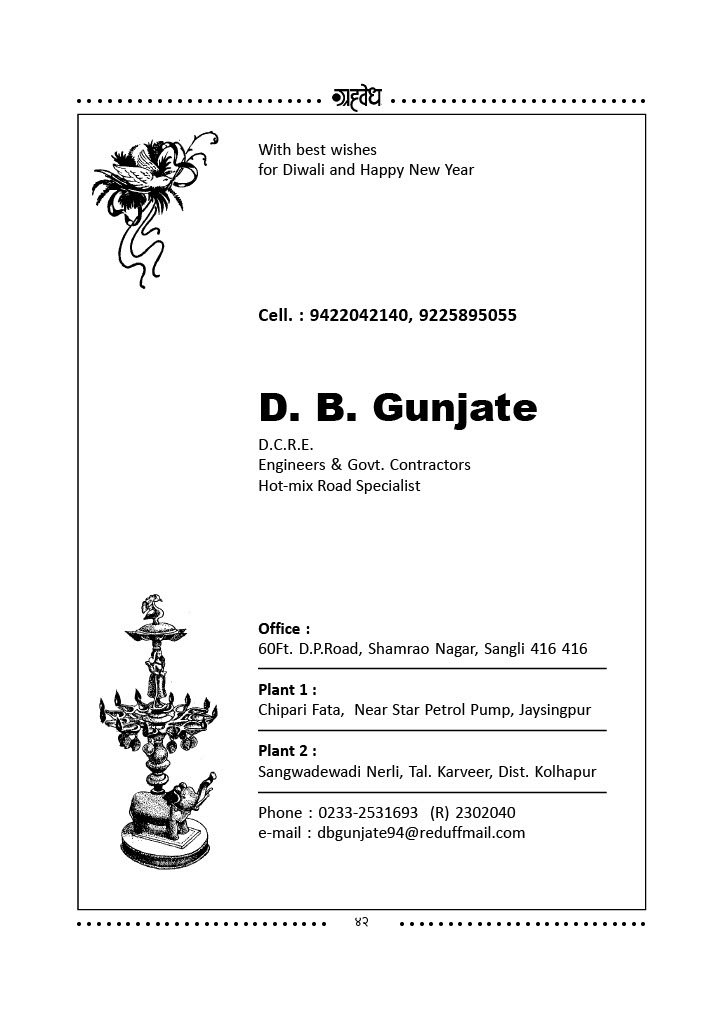 ग्रहवेध
With best wishes
for Diwali and Happy New Year
Cell. : 9422042140, 9225895055
D. B. Gunjate
D.C.R.E.
Engineers & Govt. Contractors
Hot-mix Road Specialist
Office :
60Ft. D.P.Road, Shamrao Nagar, Sangli 416 416
Plant 1 :
Chipari Fata, Near Star Petrol Pump, Jaysingpur
Plant 2 :
Sangwadewadi Nerli, Tal. Karveer, Dist. Kolhapur
Phone : 0233-2531693 (R) 2302040
e-mail : dbgunjate94@reduffmail.com
४२